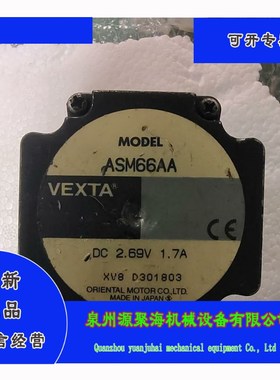 可开专
MODEL
ASM66AA
VEXTA®
CE
DC 2.69V 1.7A
XV8 D301803
ORIENTAL MOTOR CO.,LTD.
MADE IN JAPAN
新
品
经营
泉州源聚海机械设备有限公司
Quanzhou yuanjuhai mechanical equipment Co., Ltd